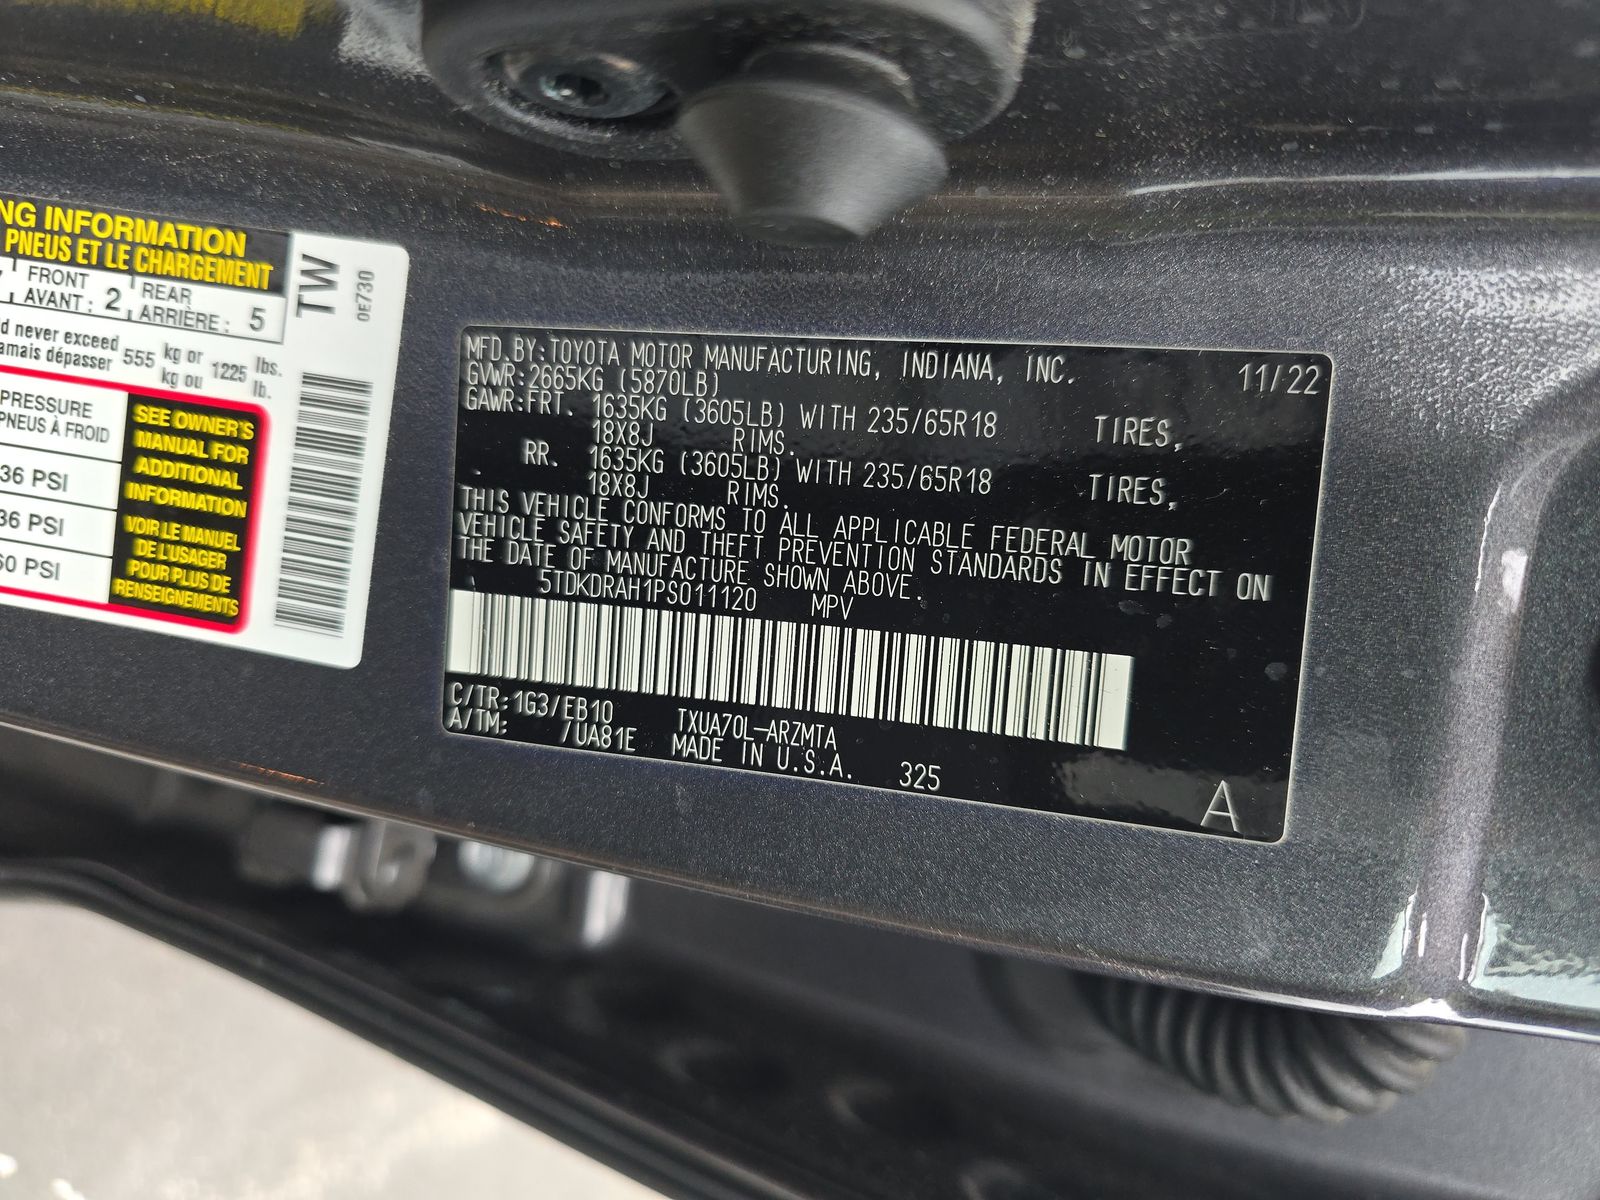 NG INFORMATION
PNEUS ET LE CHARGEMENT
FRONT
AVANT : 2
REAR
ARRIÈRE : 5
never exceed
jamais dépasser 555 kg or 1225 lbs.
kg ou lb.
PRESSURE
PNEUS À FROID
36 PSI
36 PSI
60 PSI
SEE OWNER'S
MANUAL FOR
ADDITIONAL
INFORMATION
VOIR LE MANUEL
DE L'USAGER
POUR PLUS DE
RENSEIGNEMENTS
TW
0E730
MFD.BY:TOYOTA MOTOR MANUFACTURING, INDIANA, INC. 11/22
GVWR:2665KG (5870LB)
GAWR:FRT. 1635KG (3605LB) WITH 235/65R18 TIRES,
18X8J RIMS.
RR. 1635KG (3605LB) WITH 235/65R18 TIRES,
18X8J RIMS.
THIS VEHICLE CONFORMS TO ALL APPLICABLE FEDERAL MOTOR
VEHICLE SAFETY AND THEFT PREVENTION STANDARDS IN EFFECT ON
THE DATE OF MANUFACTURE SHOWN ABOVE.
5TDKDRAH1PS011120 MPV
C/TR:1G3/EB10 TXUA70L-ARZMTA
A/TM: /UA81E MADE IN U.S.A. 325
A